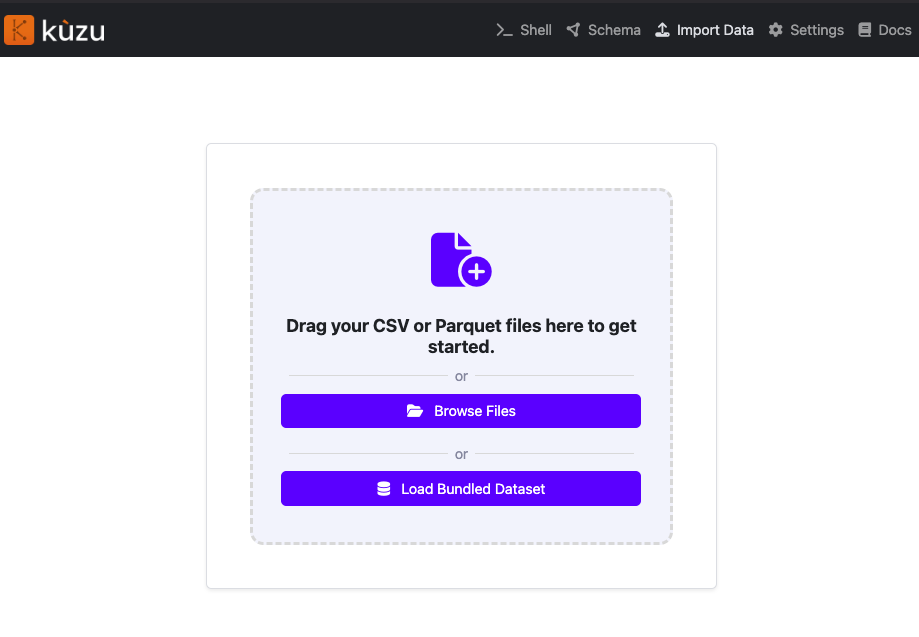 kùzu
Shell
Schema
Import Data
Settings
Docs
Drag your CSV or Parquet files here to get
started.
or
Browse Files
or
Load Bundled Dataset